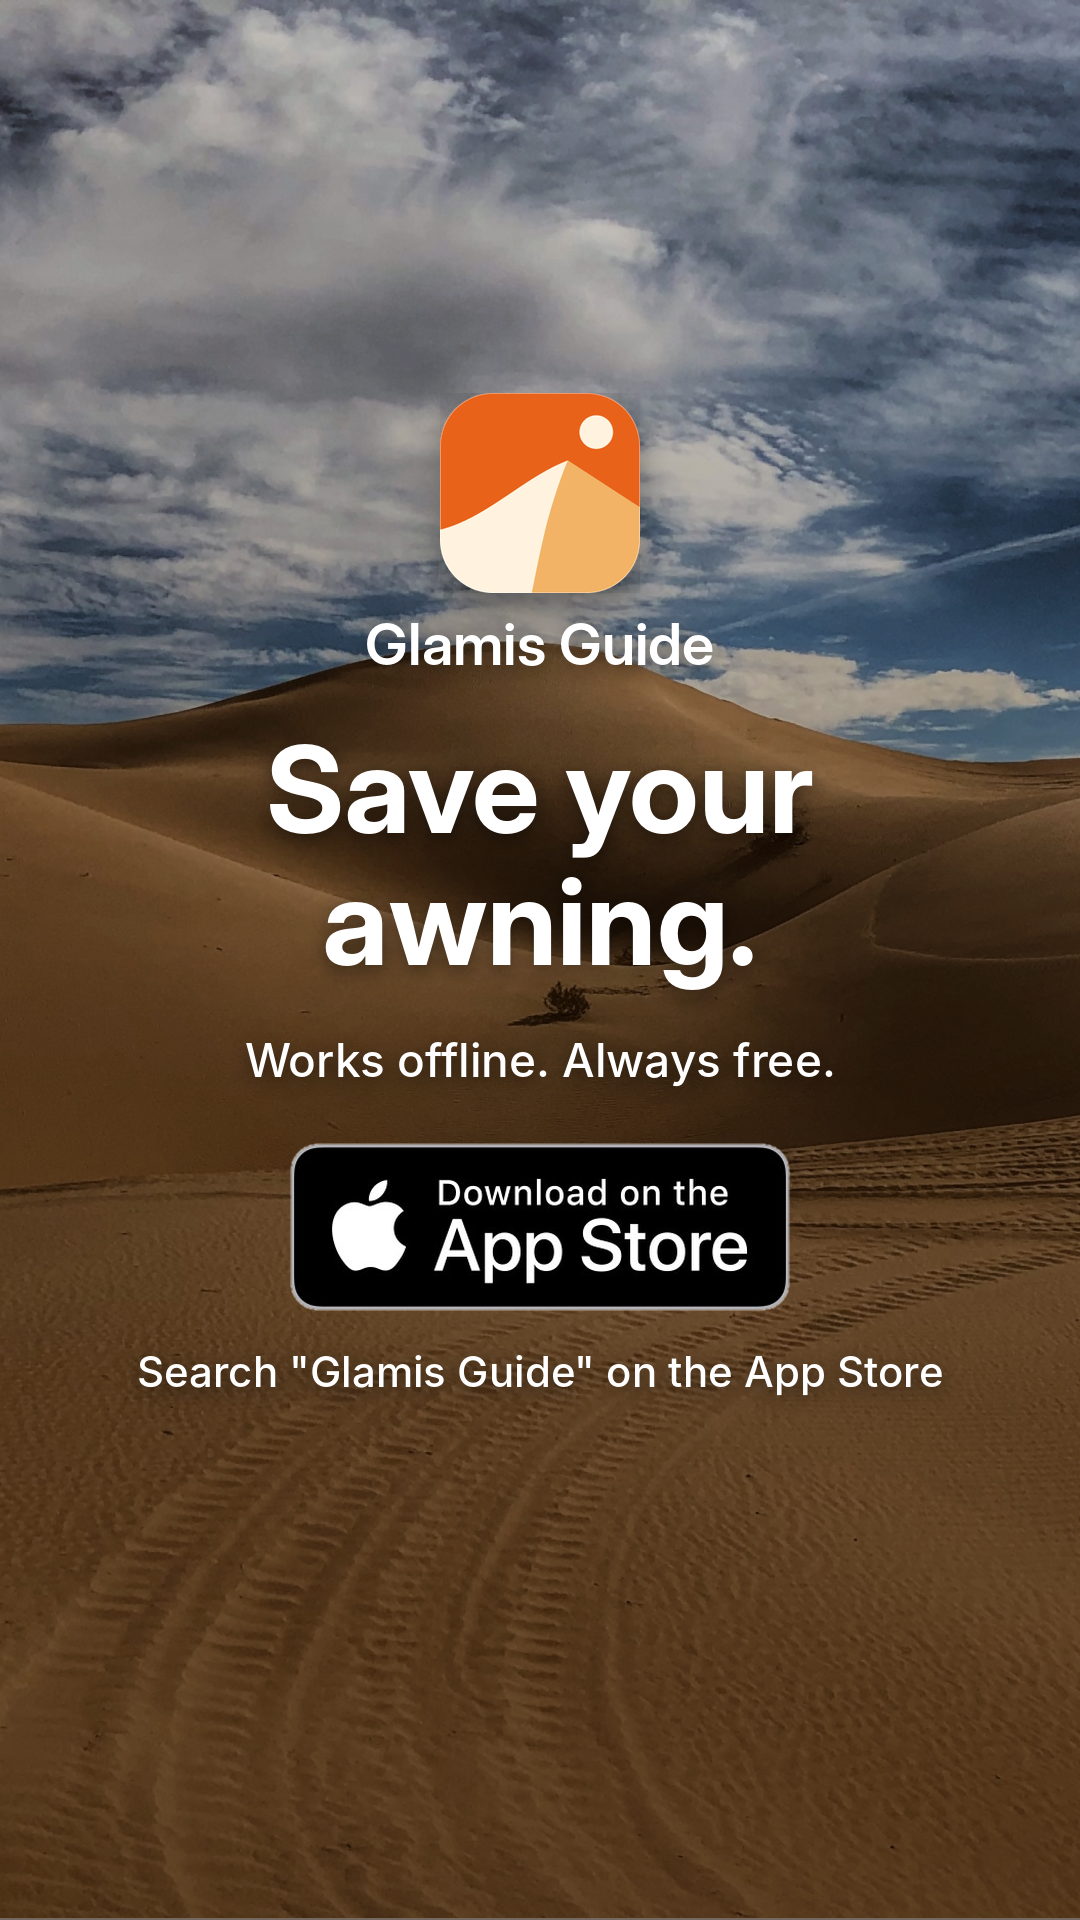 Glamis Guide
Save your
awning.
Works offline. Always free.
Download on the
App Store
Search "Glamis Guide" on the App Store